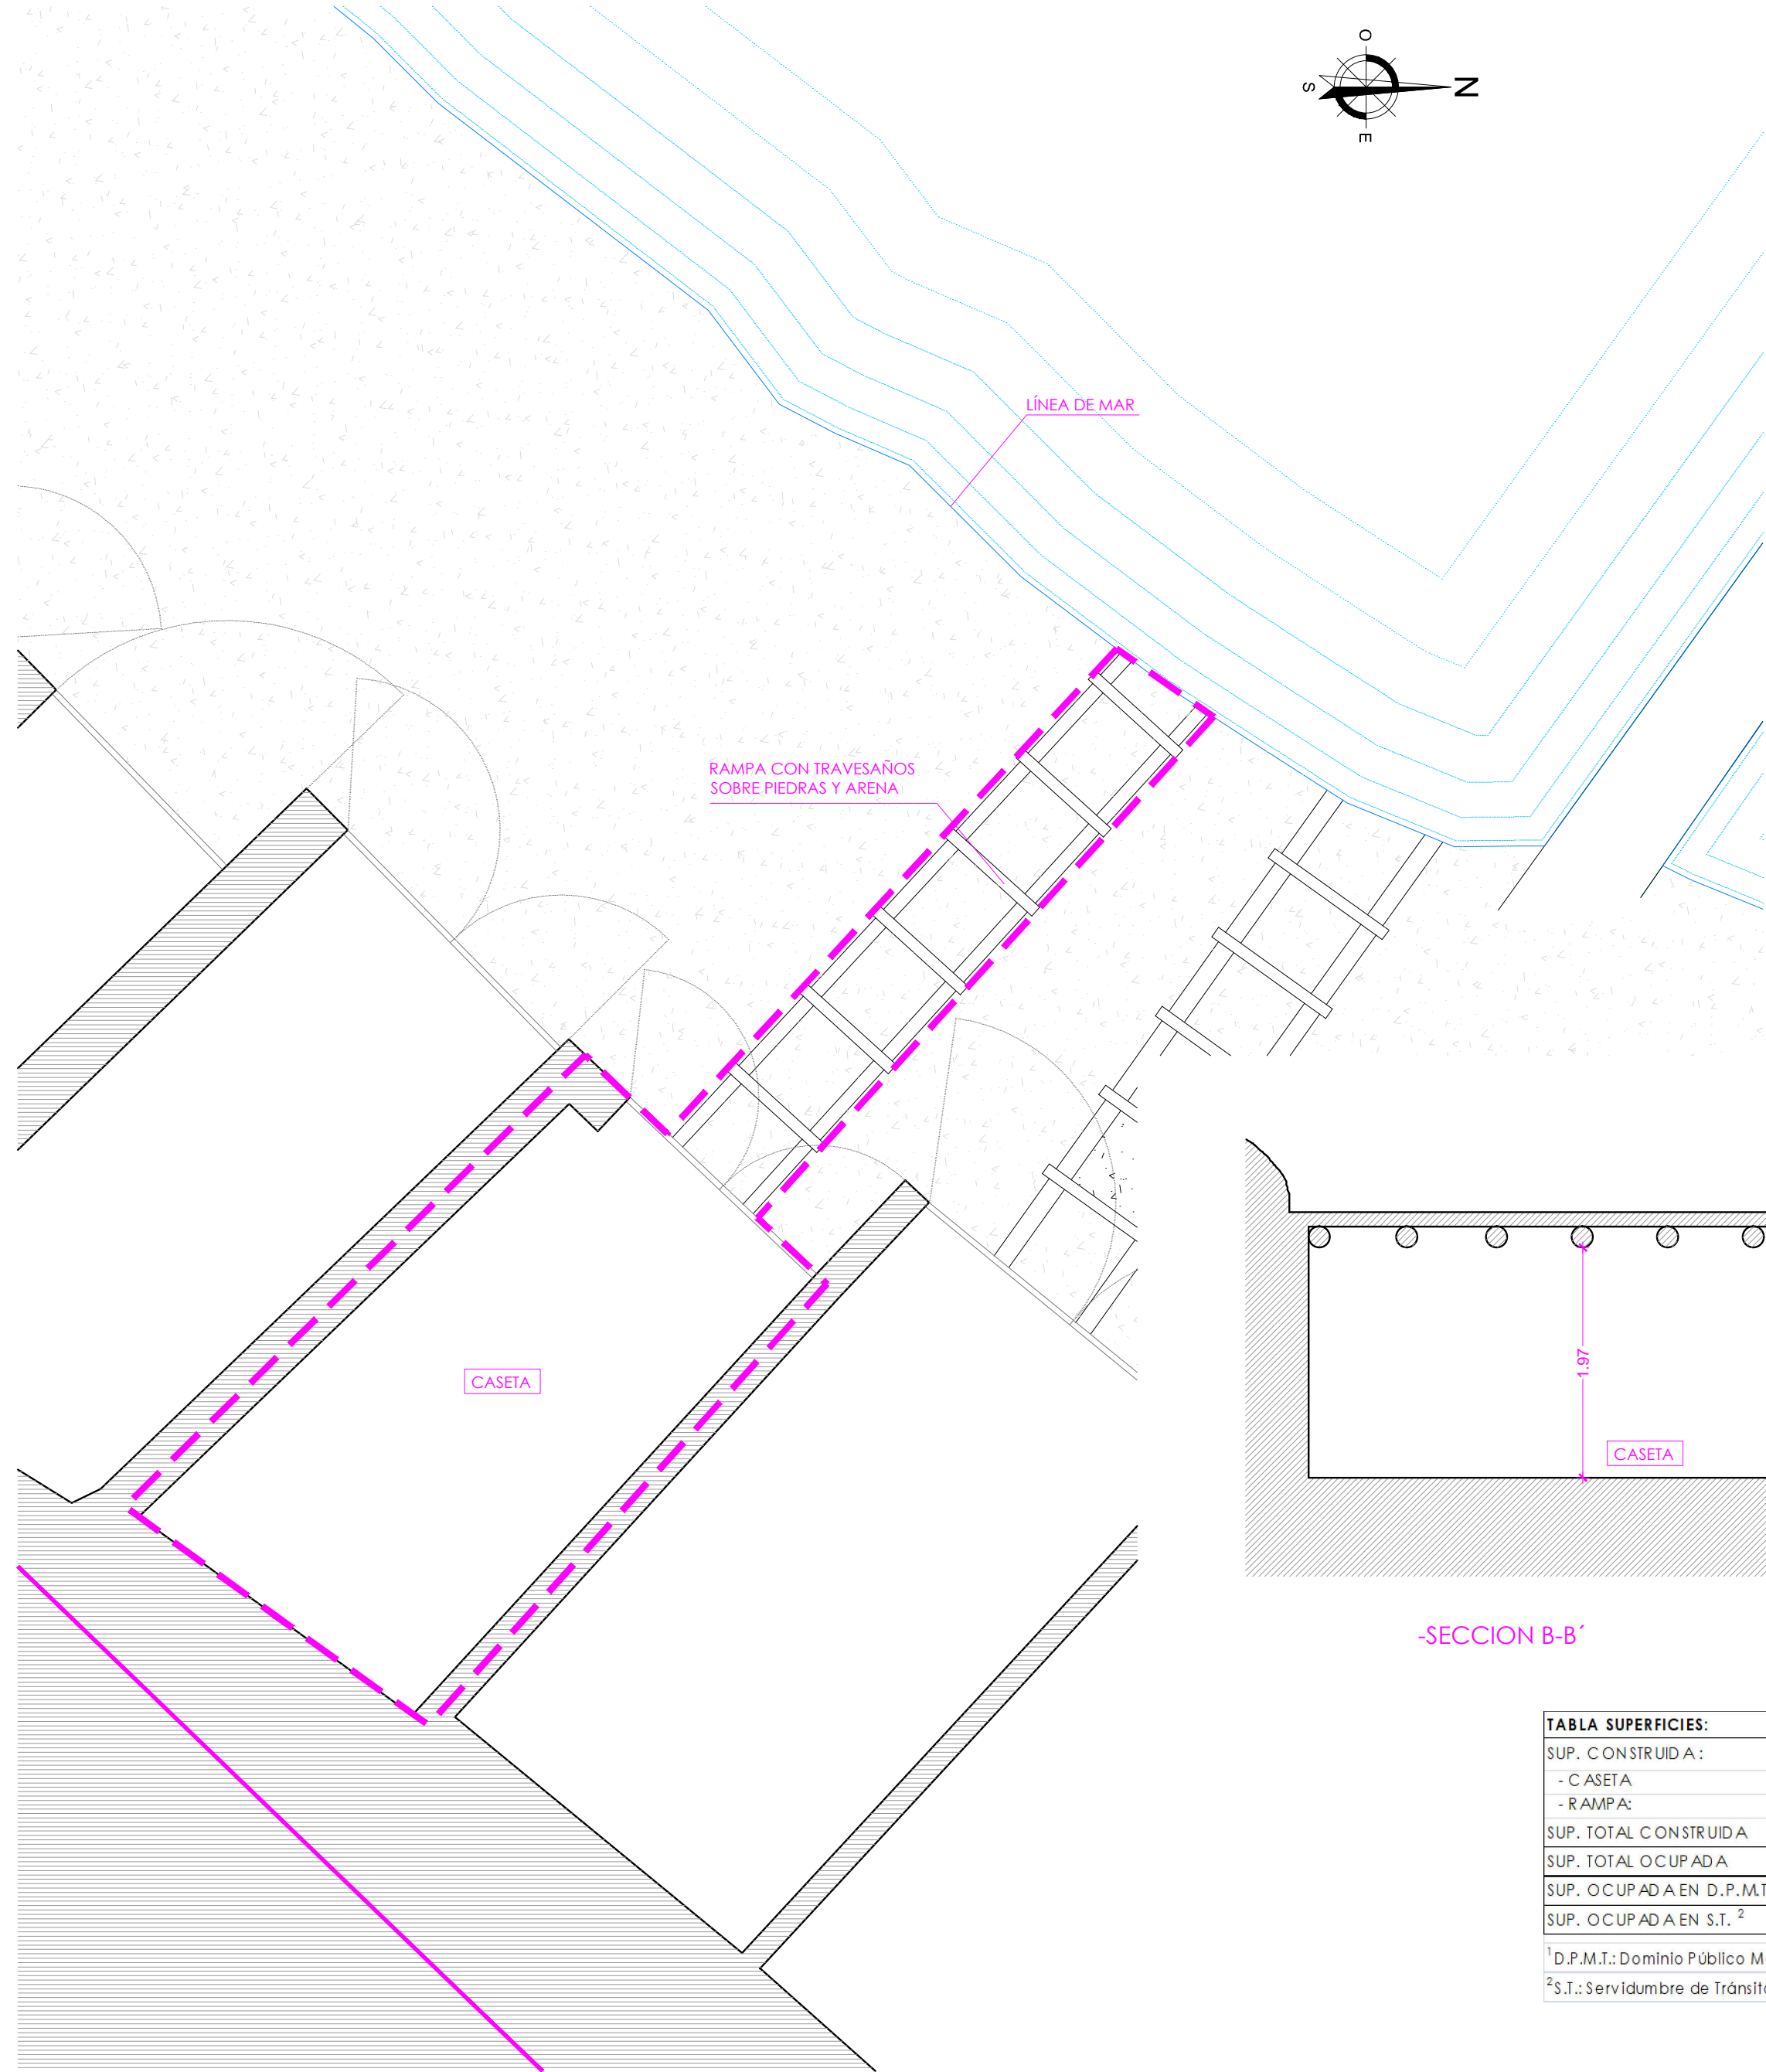 O
S
N
E
LÍNEA DE MAR
RAMPA CON TRAVESAÑOS
SOBRE PIEDRAS Y ARENA
CASETA
1.97
CASETA
-SECCION B-B´
TABLA SUPERFICIES:
SUP. CONSTRUIDA:
- CASETA
- RAMPA:
SUP. TOTAL CONSTRUIDA
SUP. TOTAL OCUPADA
SUP. OCUPADA EN D.P.M.T
SUP. OCUPADA EN S.T. ²
¹D.P.M.T.: Dominio Público M
²S.T.: Servidumbre de Tránsito